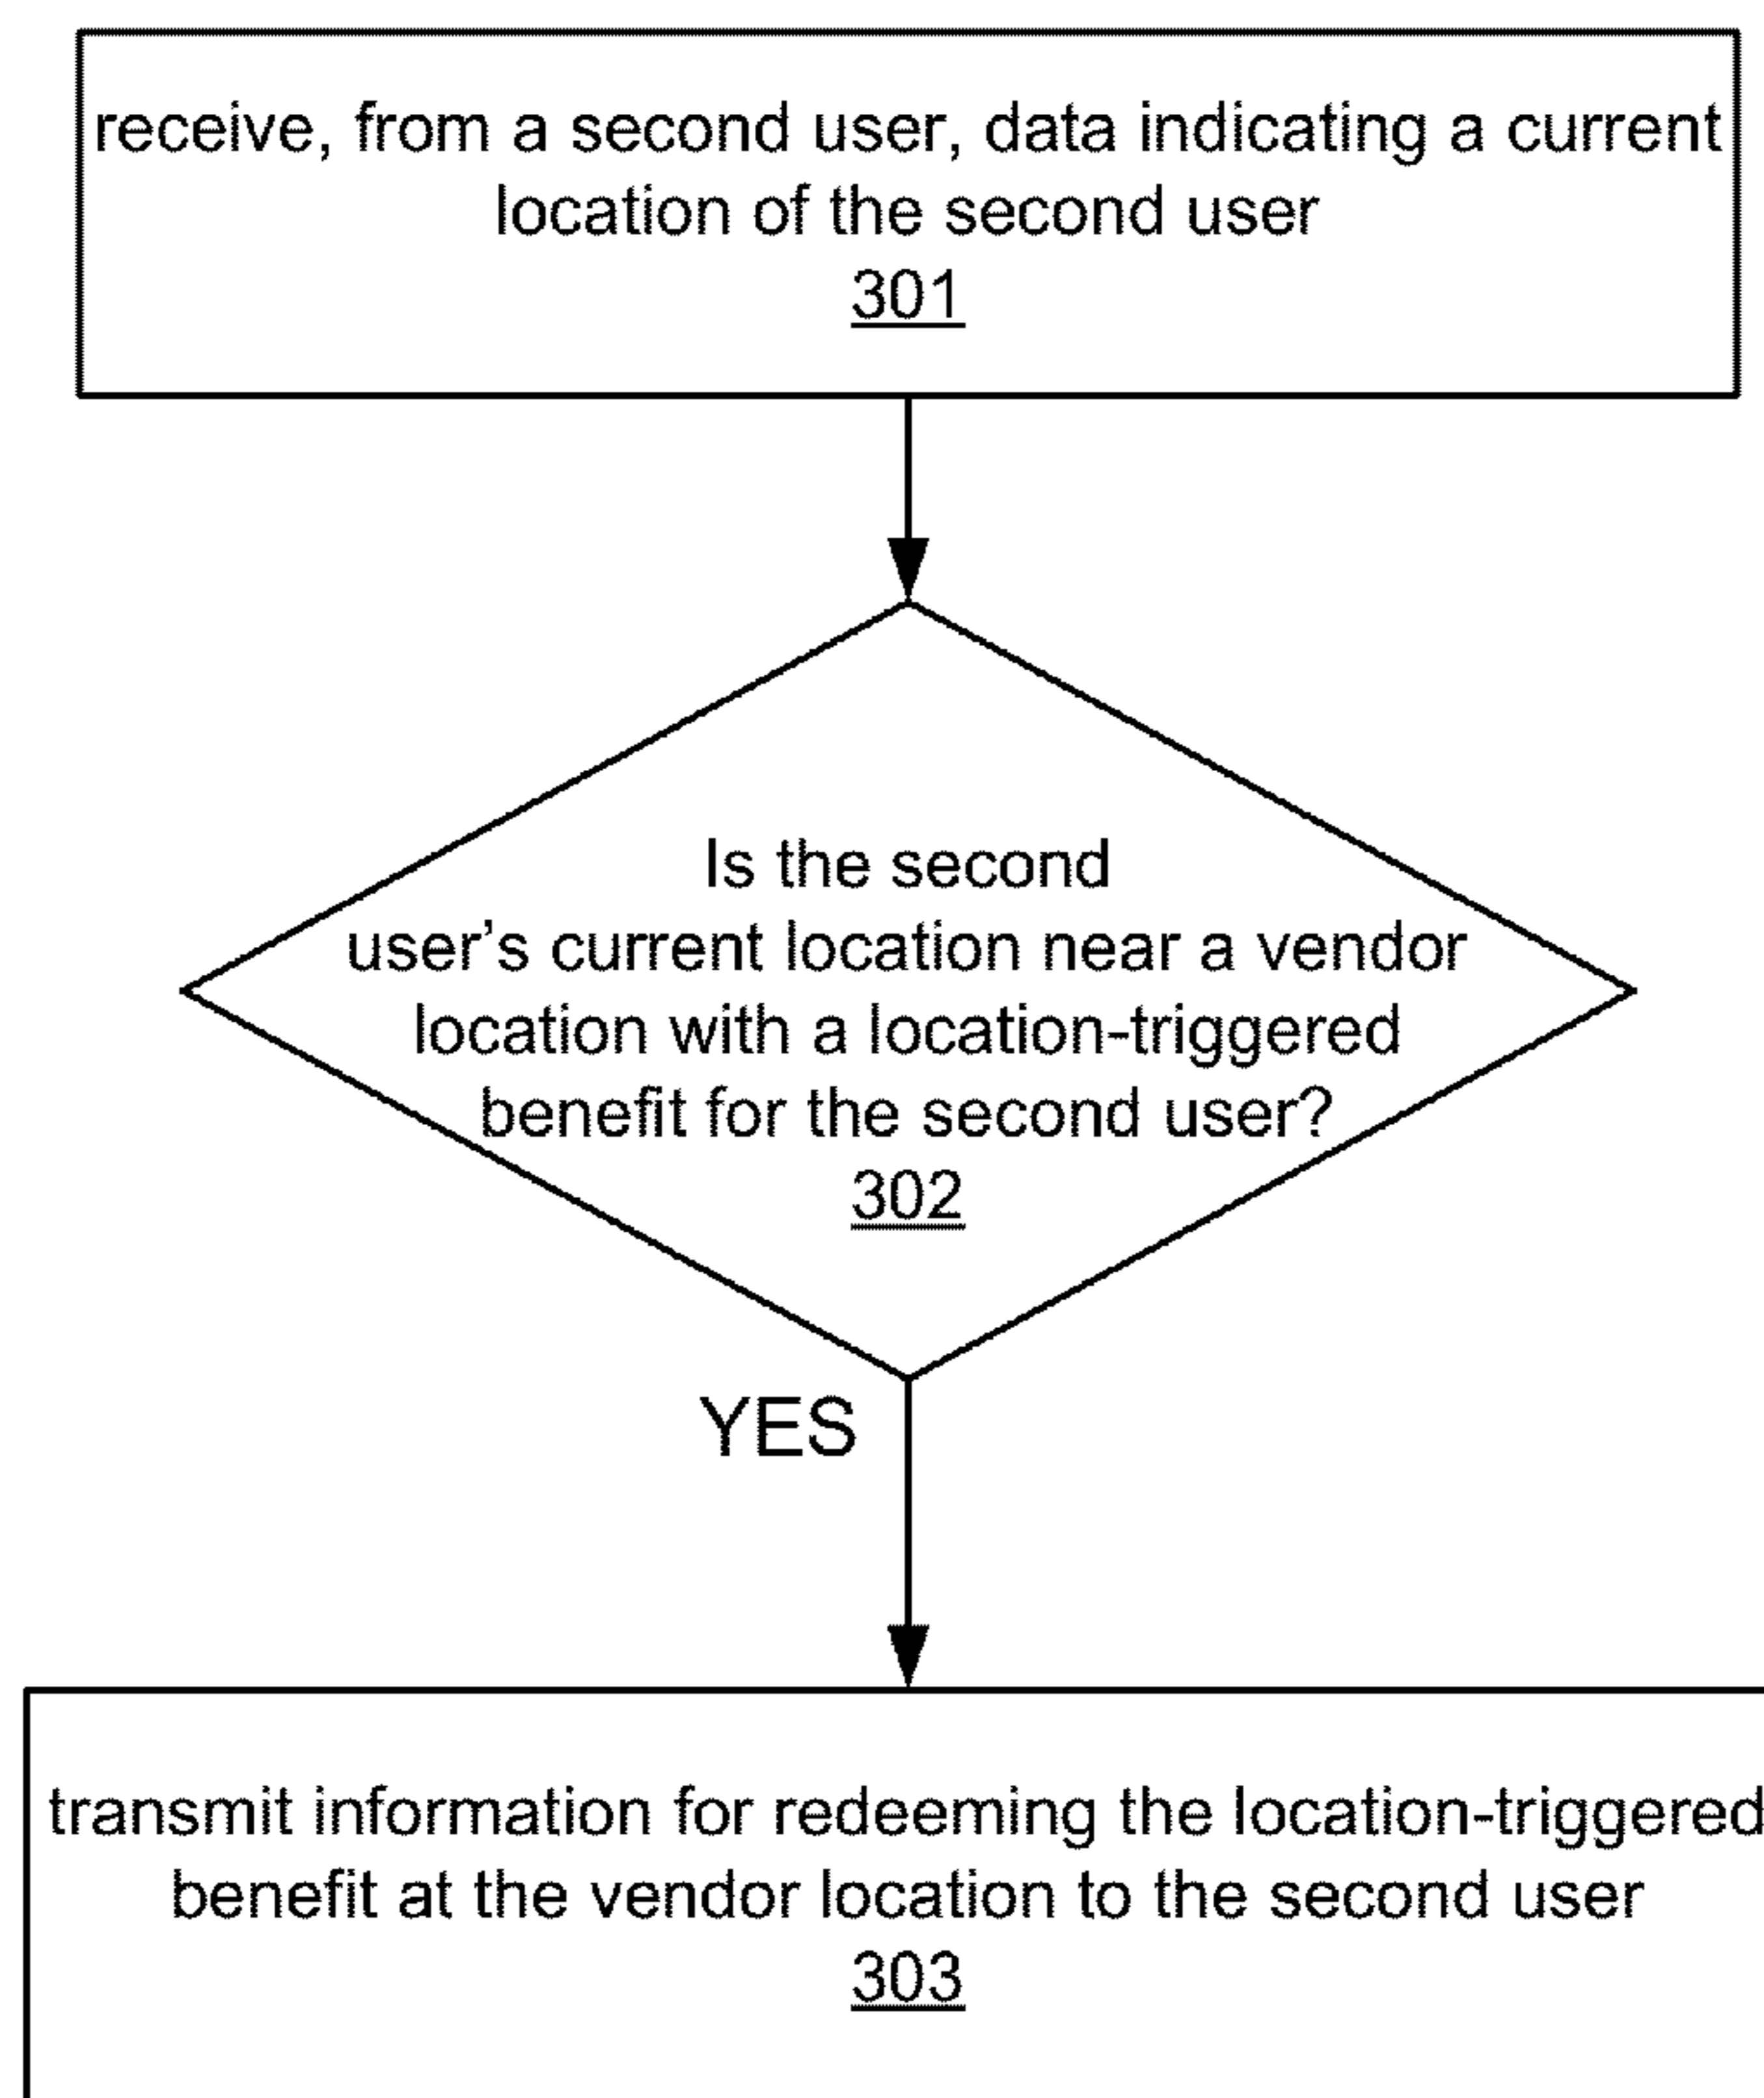 receive, from a second user, data indicating a current
location of the second user
301
Is the second
user's current location near a vendor
location with a location-triggered
benefit for the second user?
302
YES
transmit information for redeeming the location-triggered
benefit at the vendor location to the second user
303